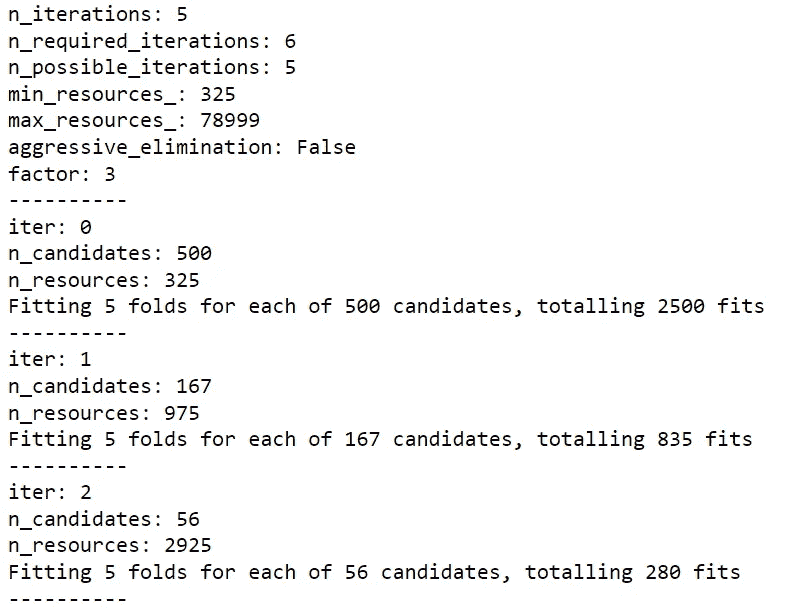 n_iterations: 5
n_required_iterations: 6
n_possible_iterations: 5
min_resources_: 325
max_resources_: 78999
aggressive_elimination: False
factor: 3
----------
iter: 0
n_candidates: 500
n_resources: 325
Fitting 5 folds for each of 500 candidates, totalling 2500 fits
----------
iter: 1
n_candidates: 167
n_resources: 975
Fitting 5 folds for each of 167 candidates, totalling 835 fits
----------
iter: 2
n_candidates: 56
n_resources: 2925
Fitting 5 folds for each of 56 candidates, totalling 280 fits
----------